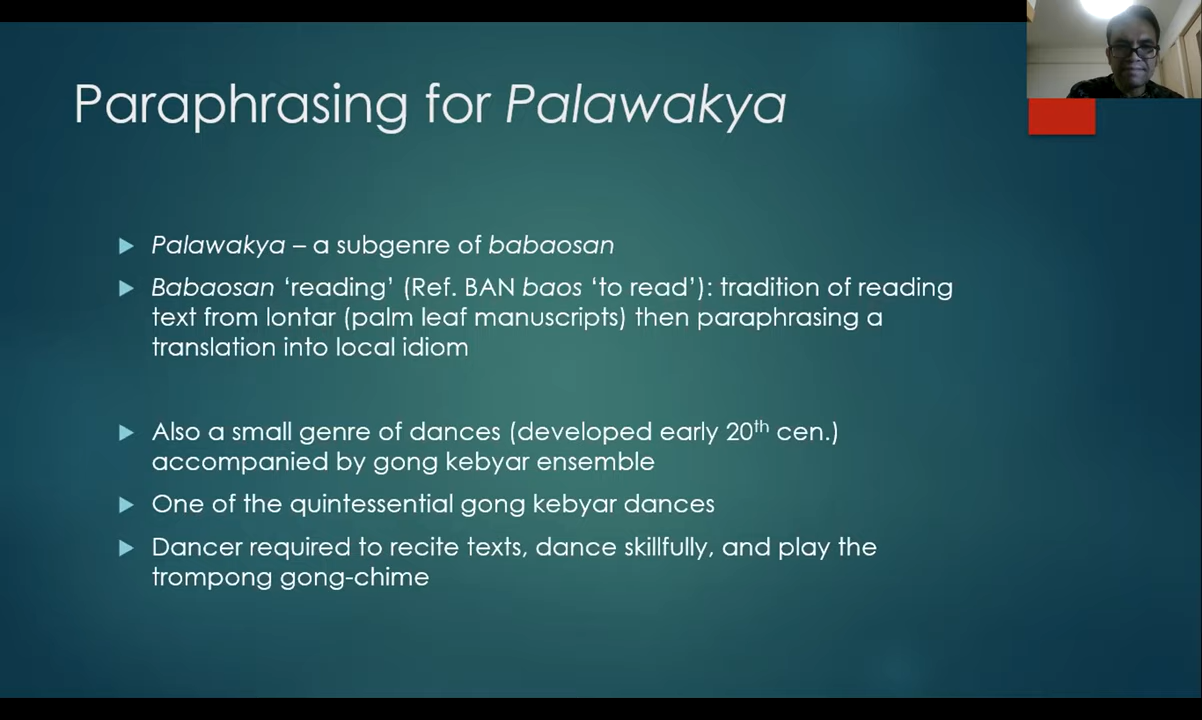 Paraphrasing for Palawakya
Palawakya – a subgenre of babaosan
Babaosan ‘reading’ (Ref. BAN baos ‘to read’): tradition of reading
text from lontar (palm leaf manuscripts) then paraphrasing a
translation into local idiom
Also a small genre of dances (developed early 20th cen.)
accompanied by gong kebyar ensemble
One of the quintessential gong kebyar dances
Dancer required to recite texts, dance skillfully, and play the
trompong gong-chime